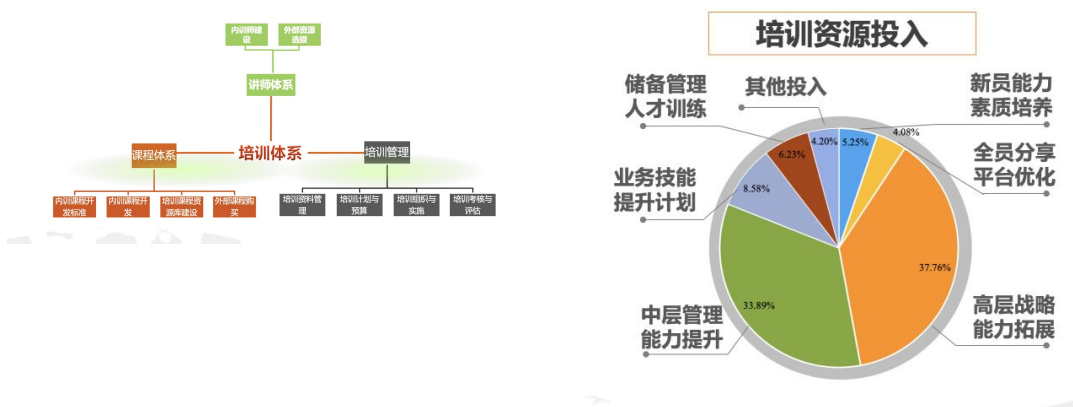 内训师建
设
外部资源
选拔
讲师体系
课程体系
培训体系
培训管理
内训课程开
发标准
内训课程开
发
培训课程资
源库建设
外部课程购
买
培训资料管
理
培训计划与
预算
培训组织与
实施
培训考核与
评估
培训资源投入
储备管理
人才训练
其他投入
新员能力
素质培养
全员分享
平台优化
业务技能
提升计划
中层管理
能力提升
高层战略
能力拓展
6.23%
4.20%
5.25%
4.08%
8.58%
37.76%
33.89%